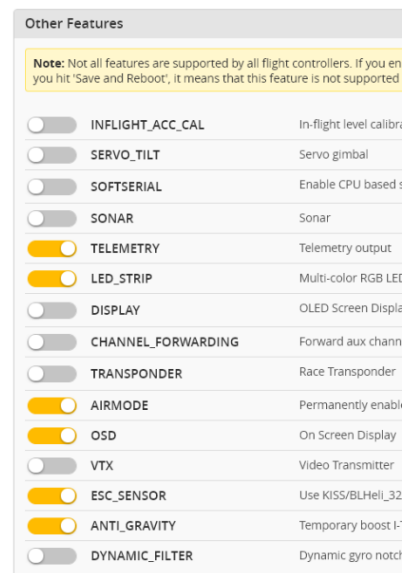 Other Features
Note: Not all features are supported by all flight controllers. If you en
you hit 'Save and Reboot', it means that this feature is not supported
INFLIGHT_ACC_CAL In-flight level calibra
SERVO_TILT Servo gimbal
SOFTSERIAL Enable CPU based s
SONAR Sonar
TELEMETRY Telemetry output
LED_STRIP Multi-color RGB LED
DISPLAY OLED Screen Displa
CHANNEL_FORWARDING Forward aux chann
TRANSPONDER Race Transponder
AIRMODE Permanently enable
OSD On Screen Display
VTX Video Transmitter
ESC_SENSOR Use KISS/BLHeli_32
ANTI_GRAVITY Temporary boost I-T
DYNAMIC_FILTER Dynamic gyro notch